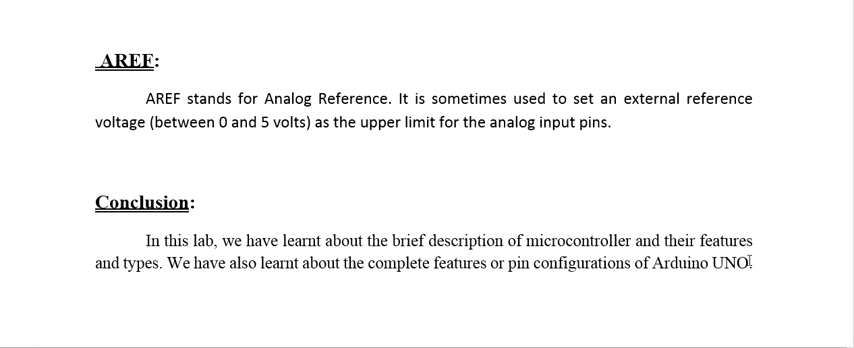 AREF:
AREF stands for Analog Reference. It is sometimes used to set an external reference
voltage (between 0 and 5 volts) as the upper limit for the analog input pins.
Conclusion:
In this lab, we have learnt about the brief description of microcontroller and their features
and types. We have also learnt about the complete features or pin configurations of Arduino UNO.